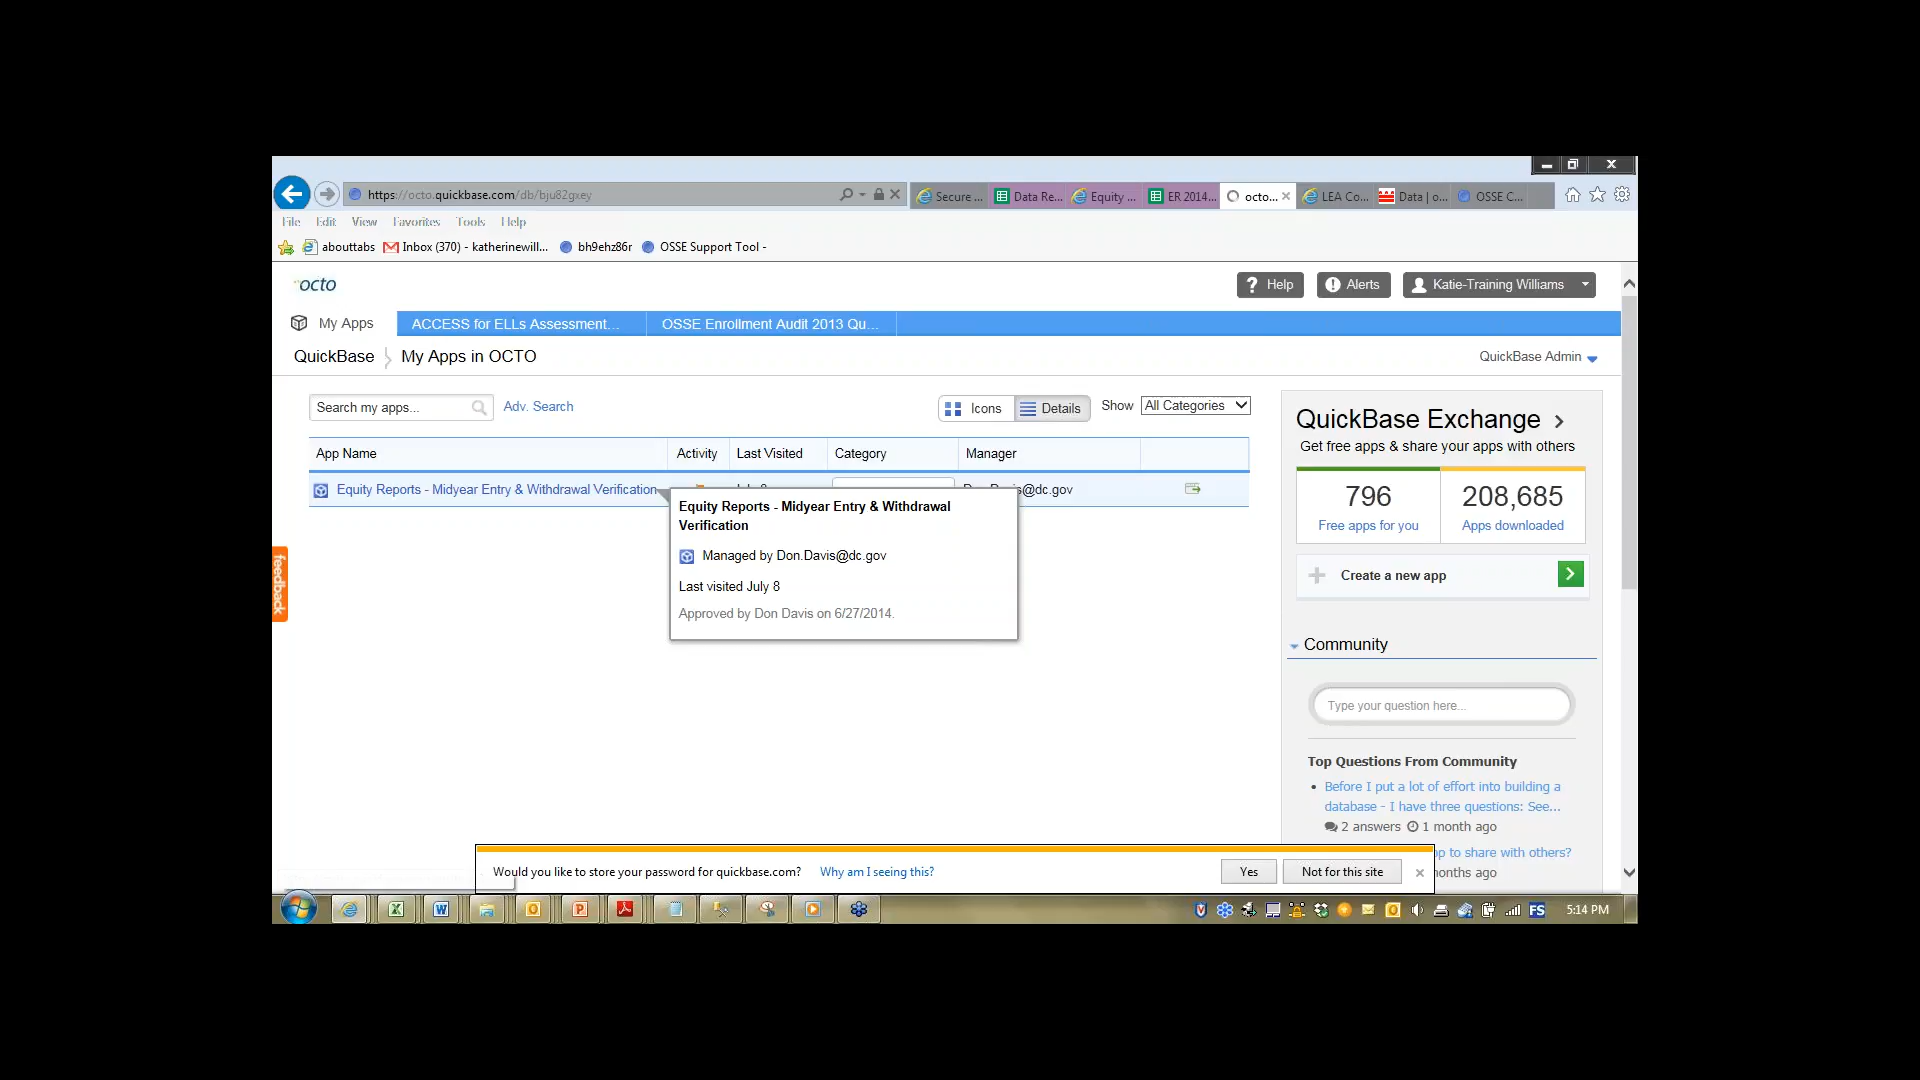 https://octo.quickbase.com/db/bju82gxey
Secure ...
Data Re...
Equity ...
ER 2014...
octo...
LEA Co...
Data | o...
OSSE C...
File Edit View Favorites Tools Help
abouttabs
Inbox (370) - katherinewill...
bh9ehz86r
OSSE Support Tool -
octo
? Help
Alerts
Katie-Training Williams
My Apps
ACCESS for ELLs Assessment...
OSSE Enrollment Audit 2013 Qu...
QuickBase
My Apps in OCTO
QuickBase Admin
Search my apps...
Adv. Search
Icons
Details
Show
All Categories
App Name
Activity
Last Visited
Category
Manager
Equity Reports - Midyear Entry & Withdrawal Verification
Equity Reports - Midyear Entry & Withdrawal
Verification
Managed by Don.Davis@dc.gov
Last visited July 8
Approved by Don Davis on 6/27/2014.
QuickBase Exchange
Get free apps & share your apps with others
796
Free apps for you
208,685
Apps downloaded
Create a new app
feedback
Community
Type your question here...
Top Questions From Community
Before I put a lot of effort into building a
database - I have three questions: See...
2 answers 1 month ago
to share with others?
ago
Would you like to store your password for quickbase.com?
Why am I seeing this?
Yes
Not for this site
FS
5:14 PM